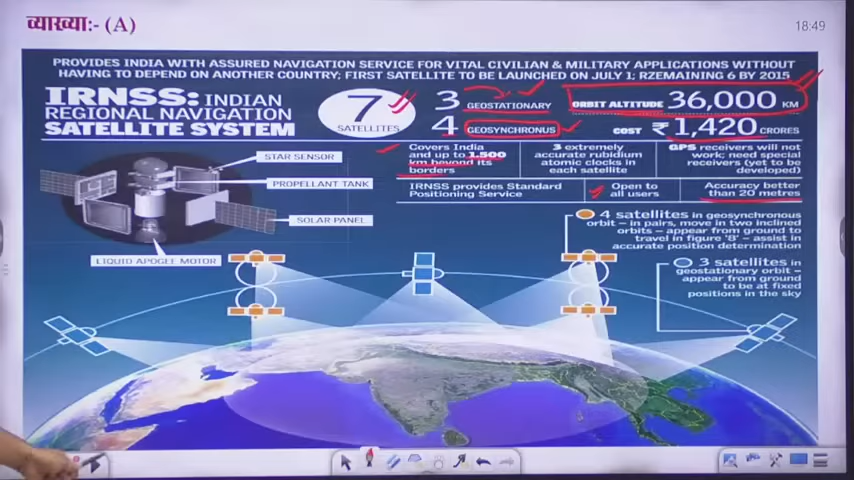 व्याख्याः- (A)
18:49
PROVIDES INDIA WITH ASSURED NAVIGATION SERVICE FOR VITAL CIVILIAN & MILITARY APPLICATIONS WITHOUT
HAVING TO DEPEND ON ANOTHER COUNTRY; FIRST SATELLITE TO BE LAUNCHED ON JULY 1; RZEMAINING 6 BY 2015
IRNSS: INDIAN
REGIONAL NAVIGATION
SATELLITE SYSTEM
7
SATELLITES
3 GEOSTATIONARY
4 GEOSYNCHRONUS
ORBIT ALTITUDE 36,000 KM
COST ₹1,420 CRORES
Covers India
and up to 1,500
km beyond its
borders
3 extremely
accurate rubidium
atomic clocks in
each satellite
GPS receivers will not
work; need special
receivers (yet to be
developed)
IRNSS provides Standard
Positioning Service
Open to
all users
Accuracy better
than 20 metres
STAR SENSOR
PROPELLANT TANK
SOLAR PANEL
LIQUID APOGEE MOTOR
4 satellites in geosynchronous
orbit – in pairs, move in two inclined
orbits – appear from ground to
travel in figure '8' – assist in
accurate position determination
3 satellites in
geostationary orbit –
appear from ground
to be at fixed
positions in the sky